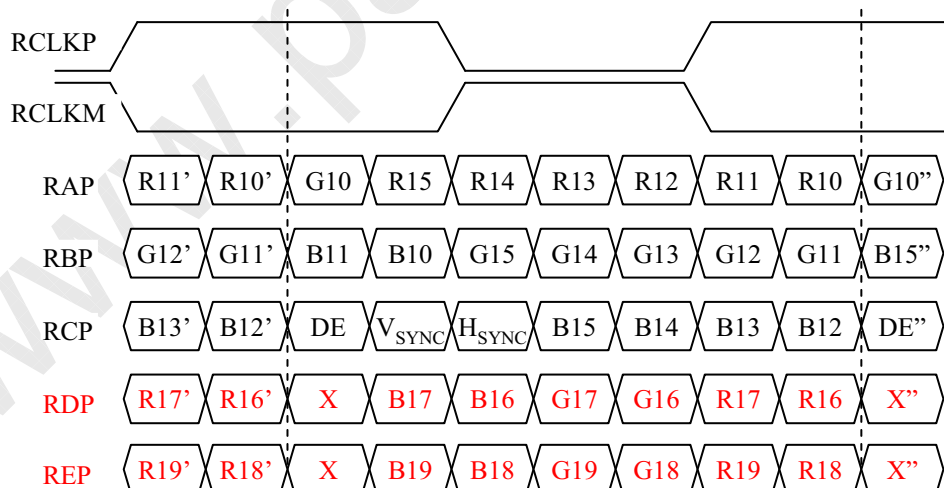 RCLKP
RCLKM
RAP R11’ R10’ G10 R15 R14 R13 R12 R11 R10 G10”
RBP G12’ G11’ B11 B10 G15 G14 G13 G12 G11 B15”
RCP B13’ B12’ DE VSYNC HSYNC B15 B14 B13 B12 DE”
RDP R17’ R16’ X B17 B16 G17 G16 R17 R16 X”
REP R19’ R18’ X B19 B18 G19 G18 R19 R18 X”
www.pa